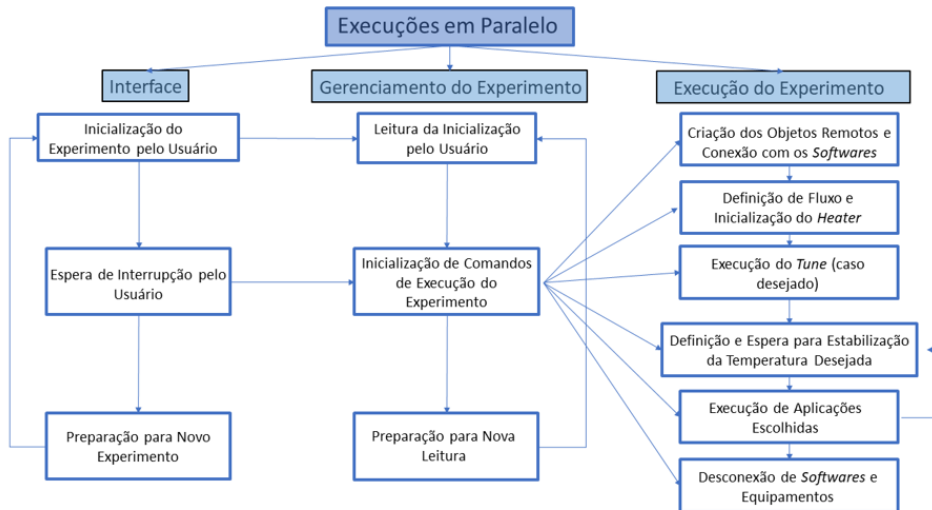 Execuções em Paralelo
Interface
Gerenciamento do Experimento
Execução do Experimento
Inicialização do
Experimento pelo Usuário
Espera de Interrupção pelo
Usuário
Preparação para Novo
Experimento
Leitura da Inicialização
pelo Usuário
Inicialização de Comandos
de Execução do
Experimento
Preparação para Nova
Leitura
Criação dos Objetos Remotos e
Conexão com os Softwares
Definição de Fluxo e
Inicialização do Heater
Execução do Tune (caso
desejado)
Definição e Espera para Estabilização
da Temperatura Desejada
Execução de Aplicações
Escolhidas
Desconexão de Softwares e
Equipamentos